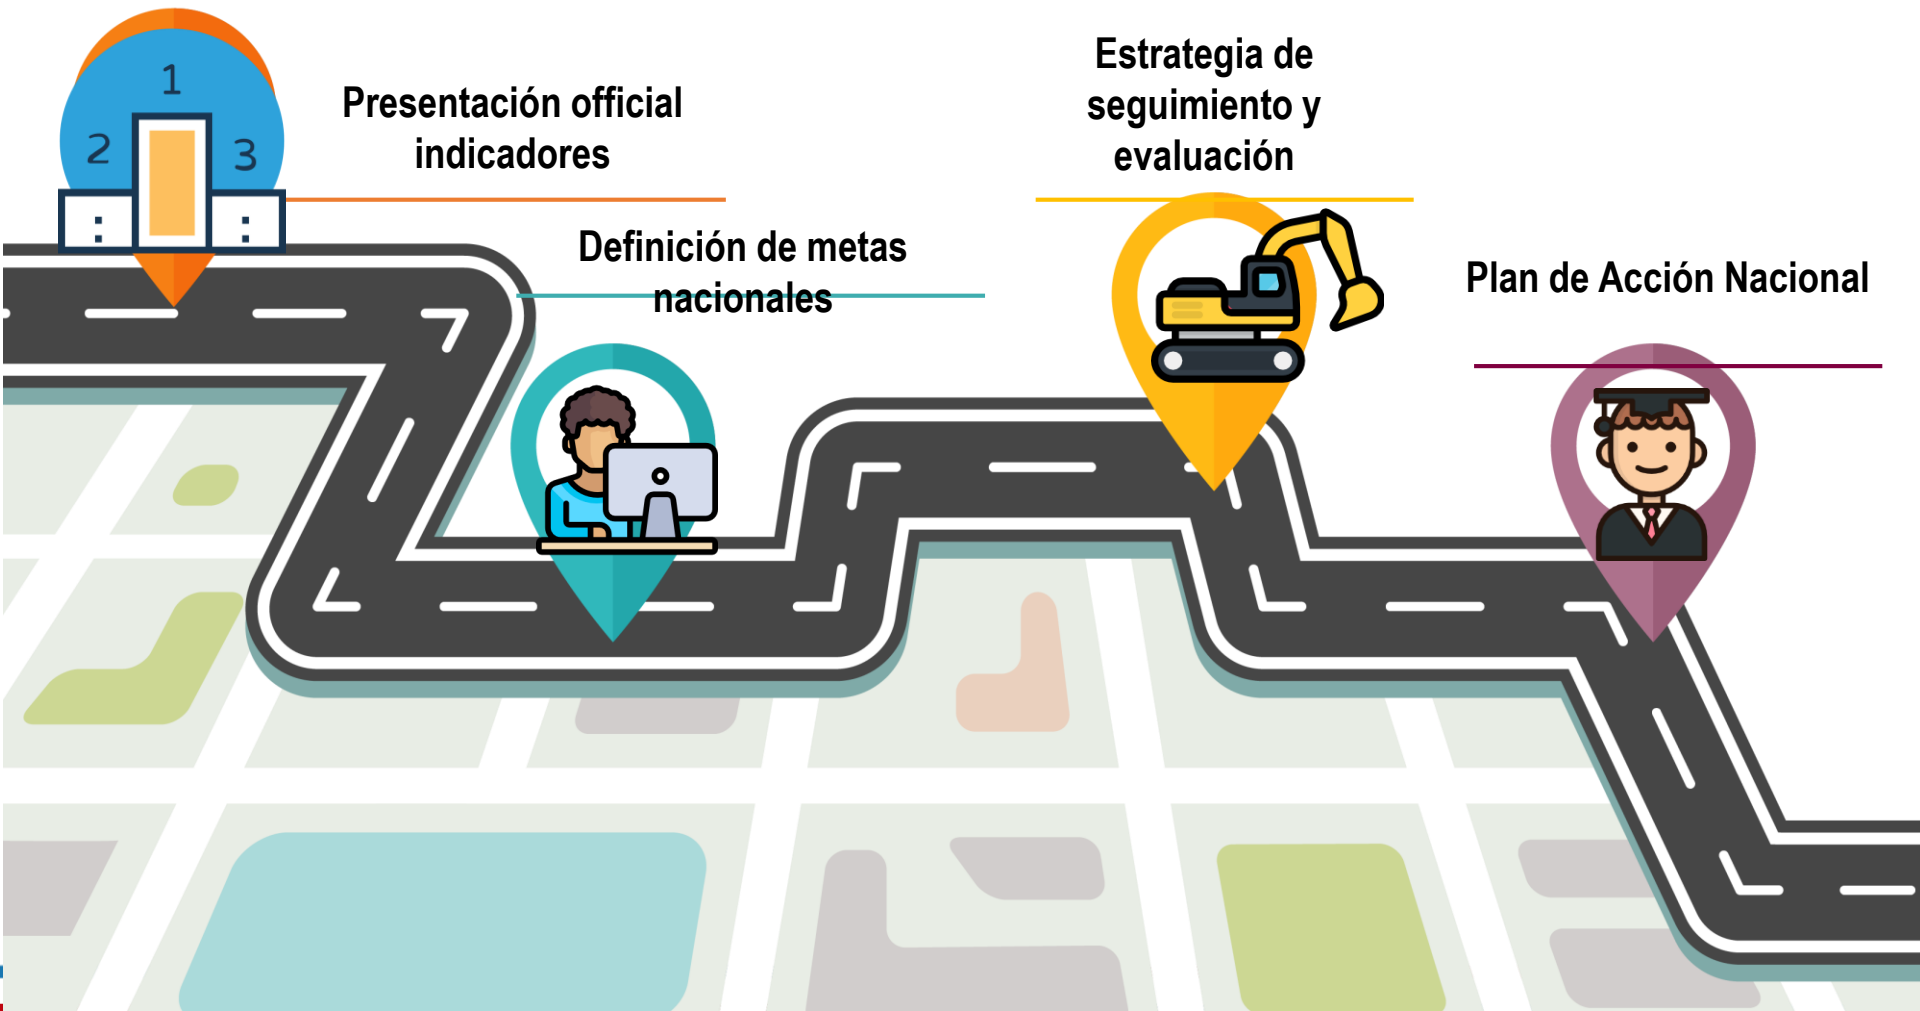 1
2
3
Presentación official
indicadores
Definición de metas
nacionales
Estrategia de
seguimiento y
evaluación
Plan de Acción Nacional